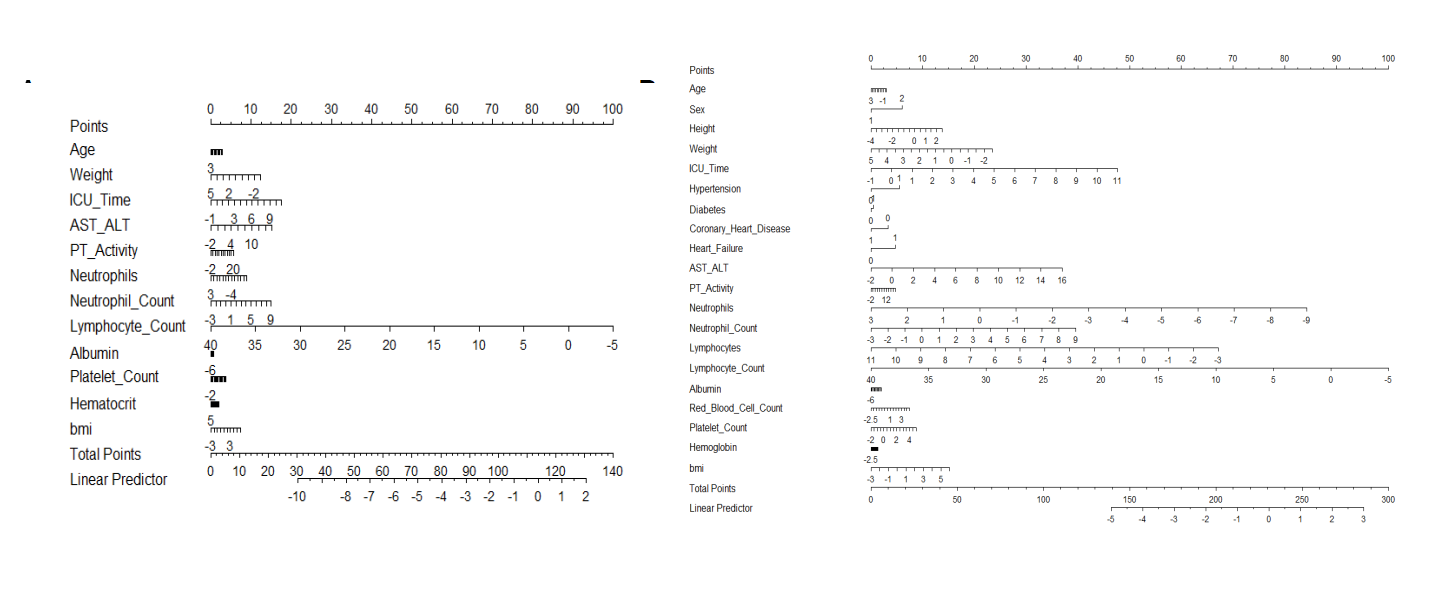 0 10 20 30 40 50 60 70 80 90 100
Points
Age
3
Weight
5 2 -2
ICU_Time
-1 3 6 9
AST_ALT
-2 4 10
PT_Activity
-2 20
Neutrophils
3 -4
Neutrophil_Count
-3 1 5 9
Lymphocyte_Count
40 35 30 25 20 15 10 5 0 -5
Albumin
-6
Platelet_Count
-2
Hematocrit
5
bmi
-3 3
Total Points
0 10 20 30 40 50 60 70 80 90 100 120 140
Linear Predictor
-10 -8 -7 -6 -5 -4 -3 -2 -1 0 1 2
0 10 20 30 40 50 60 70 80 90 100
Points
Age
3 -1 2
Sex
1
Height
-4 -2 0 1 2
Weight
5 4 3 2 1 0 -1 -2
ICU_Time
-1 0 1 2 3 4 5 6 7 8 9 10 11
1
Hypertension
0
1
Diabetes
0 0
Coronary_Heart_Disease
1 1
Heart_Failure
0
AST_ALT
-2 0 2 4 6 8 10 12 14 16
PT_Activity
-2 12
Neutrophils
3 2 1 0 -1 -2 -3 -4 -5 -6 -7 -8 -9
Neutrophil_Count
-3 -2 -1 0 1 2 3 4 5 6 7 8 9
Lymphocytes
11 10 9 8 7 6 5 4 3 2 1 0 -1 -2 -3
Lymphocyte_Count
40 35 30 25 20 15 10 5 0 -5
Albumin
-6
Red_Blood_Cell_Count
-2.5 1 3
Platelet_Count
-2 0 2 4
Hemoglobin
-2.5
bmi
-3 -1 1 3 5
Total Points
0 50 100 150 200 250 300
Linear Predictor
-5 -4 -3 -2 -1 0 1 2 3